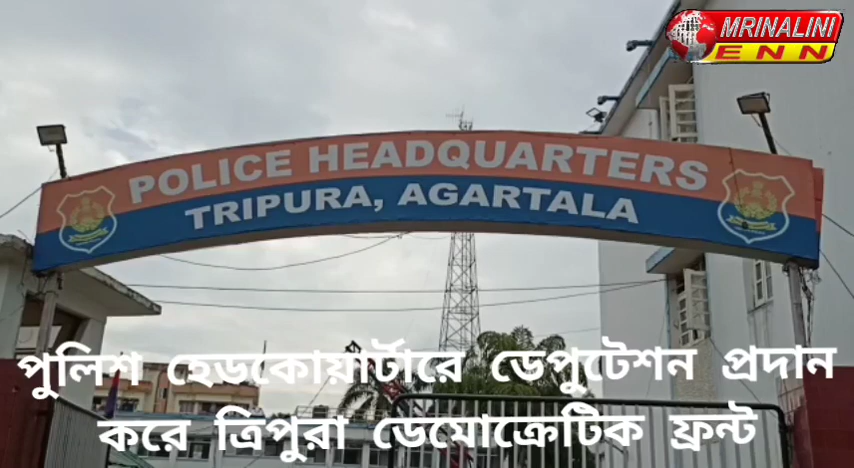 MRINALINI
ENN
POLICE HEADQUARTERS
TRIPURA, AGARTALA
পুলিশ হেডকোয়ার্টারে ডেপুটেশন প্রদান
করে ত্রিপুরা ডেমোক্রেটিক ফ্রন্ট